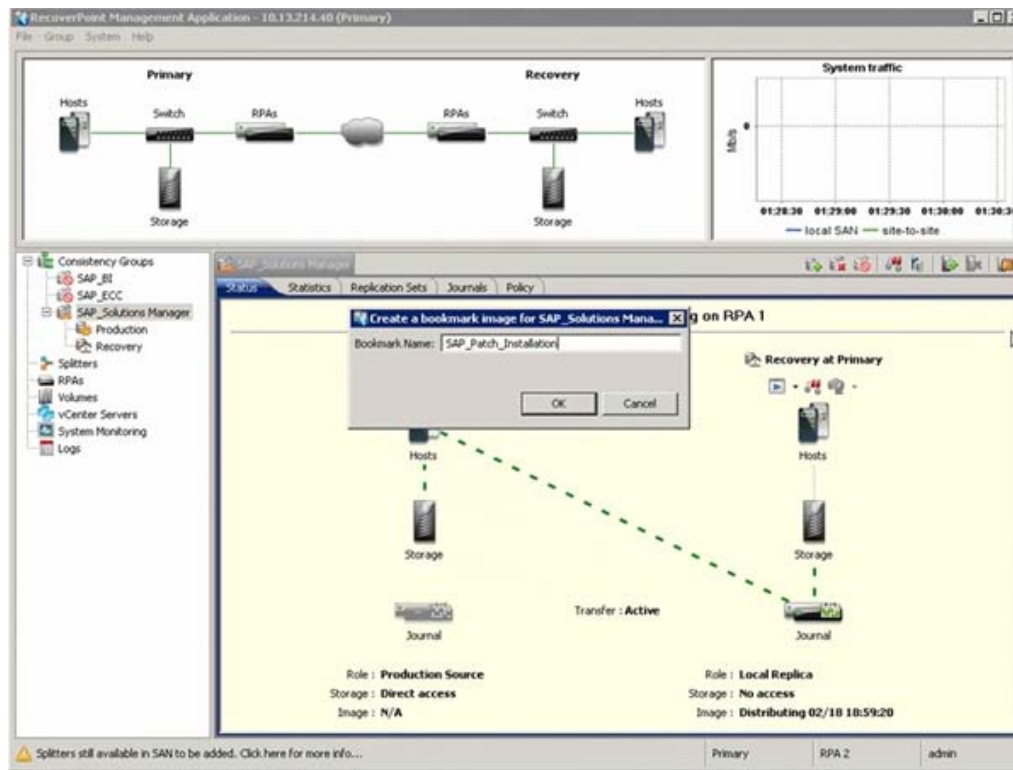 RecoverPoint Management Application - 10.13.214.40 (Primary)
File Group System Help
Primary
Recovery
System traffic
Hosts
Switch
RPAs
RPAs
Switch
Hosts
Storage
Storage
Mb/s
0
01:28:30 01:29:00 01:29:30 01:30:00 01:30:3
local SAN site-to-site
Consistency Groups
SAP_BI
SAP_ECC
SAP_Solutions Manager
Production
Recovery
Splitters
RPAs
Volumes
vCenter Servers
System Monitoring
Logs
SAP_Solutions Manager
Status Statistics Replication Sets Journals Policy
g on RPA 1
Create a bookmark image for SAP_Solutions Mana...
Bookmark Name: SAP_Patch_Installation
OK Cancel
Recovery at Primary
Hosts
Hosts
Storage
Storage
Transfer : Active
Journal
Journal
Role : Production Source
Storage : Direct access
Image : N/A
Role : Local Replica
Storage : No access
Image : Distributing 02/18 18:59:20
Splitters still available in SAN to be added. Click here for more info...
Primary
RPA 2
admin